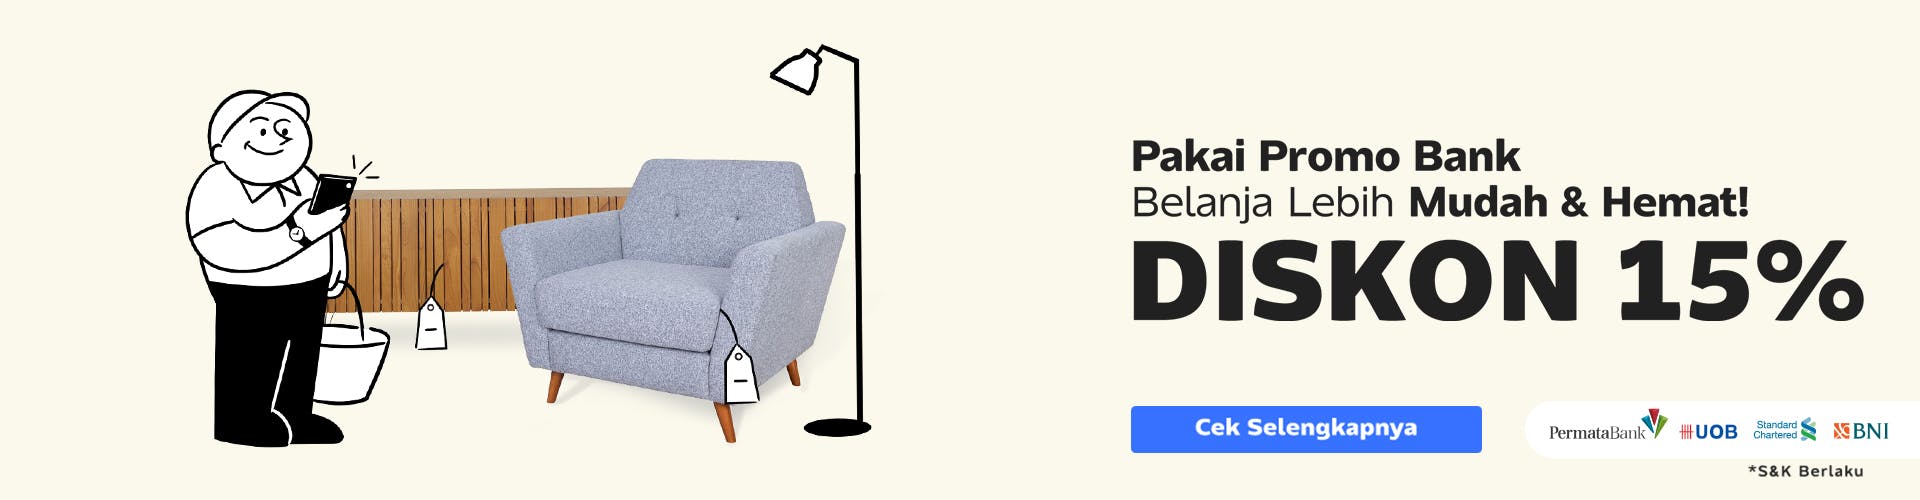 Pakai Promo Bank
Belanja Lebih Mudah & Hemat!
DISKON 15%
Cek Selengkapnya
PermataBank UOB Standard Chartered BNI
*S&K Berlaku